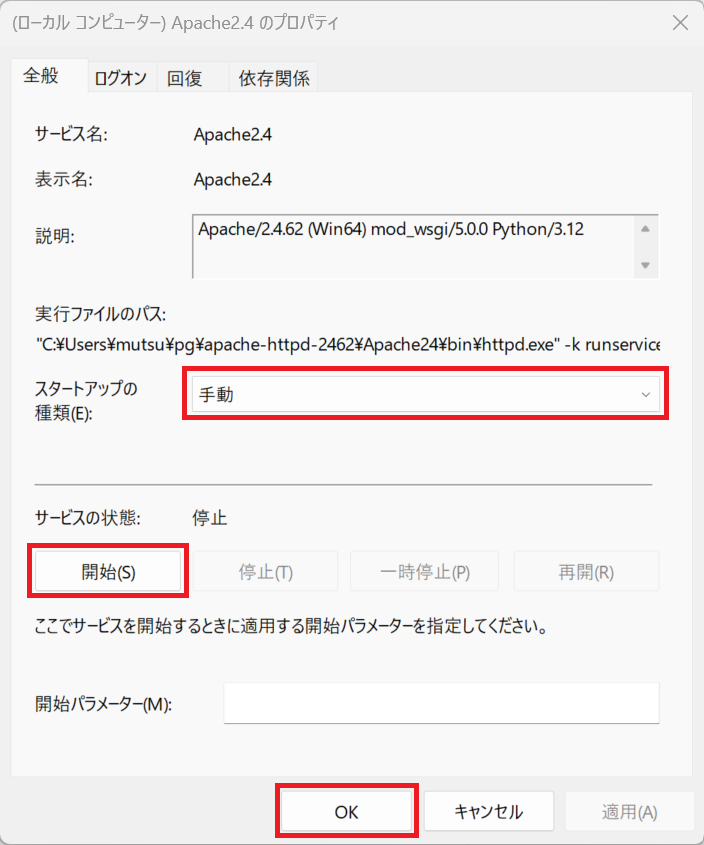 (ローカル コンピューター) Apache2.4 のプロパティ
全般 ログオン 回復 依存関係
サービス名: Apache2.4
表示名: Apache2.4
説明: Apache/2.4.62 (Win64) mod_wsgi/5.0.0 Python/3.12
実行ファイルのパス:
"C:¥Users¥mutsu¥pg¥apache-httpd-2462¥Apache24¥bin¥httpd.exe" -k runservice
スタートアップの
種類(E): 手動
サービスの状態: 停止
開始(S) 停止(T) 一時停止(P) 再開(R)
ここでサービスを開始するときに適用する開始パラメーターを指定してください。
開始パラメーター(M):
OK キャンセル 適用(A)